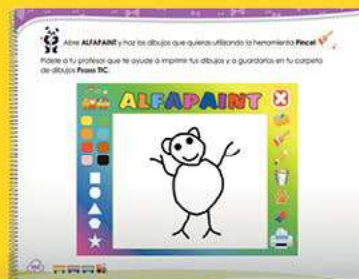 Abre ALFAPAINT y haz los dibujos que quieras utilizando la herramienta Pincel
Pídele a tu profesor que te ayude a imprimir tus dibujos y a guardarlos en tu carpeta
de dibujos Pasos TIC.
ALFAPAINT